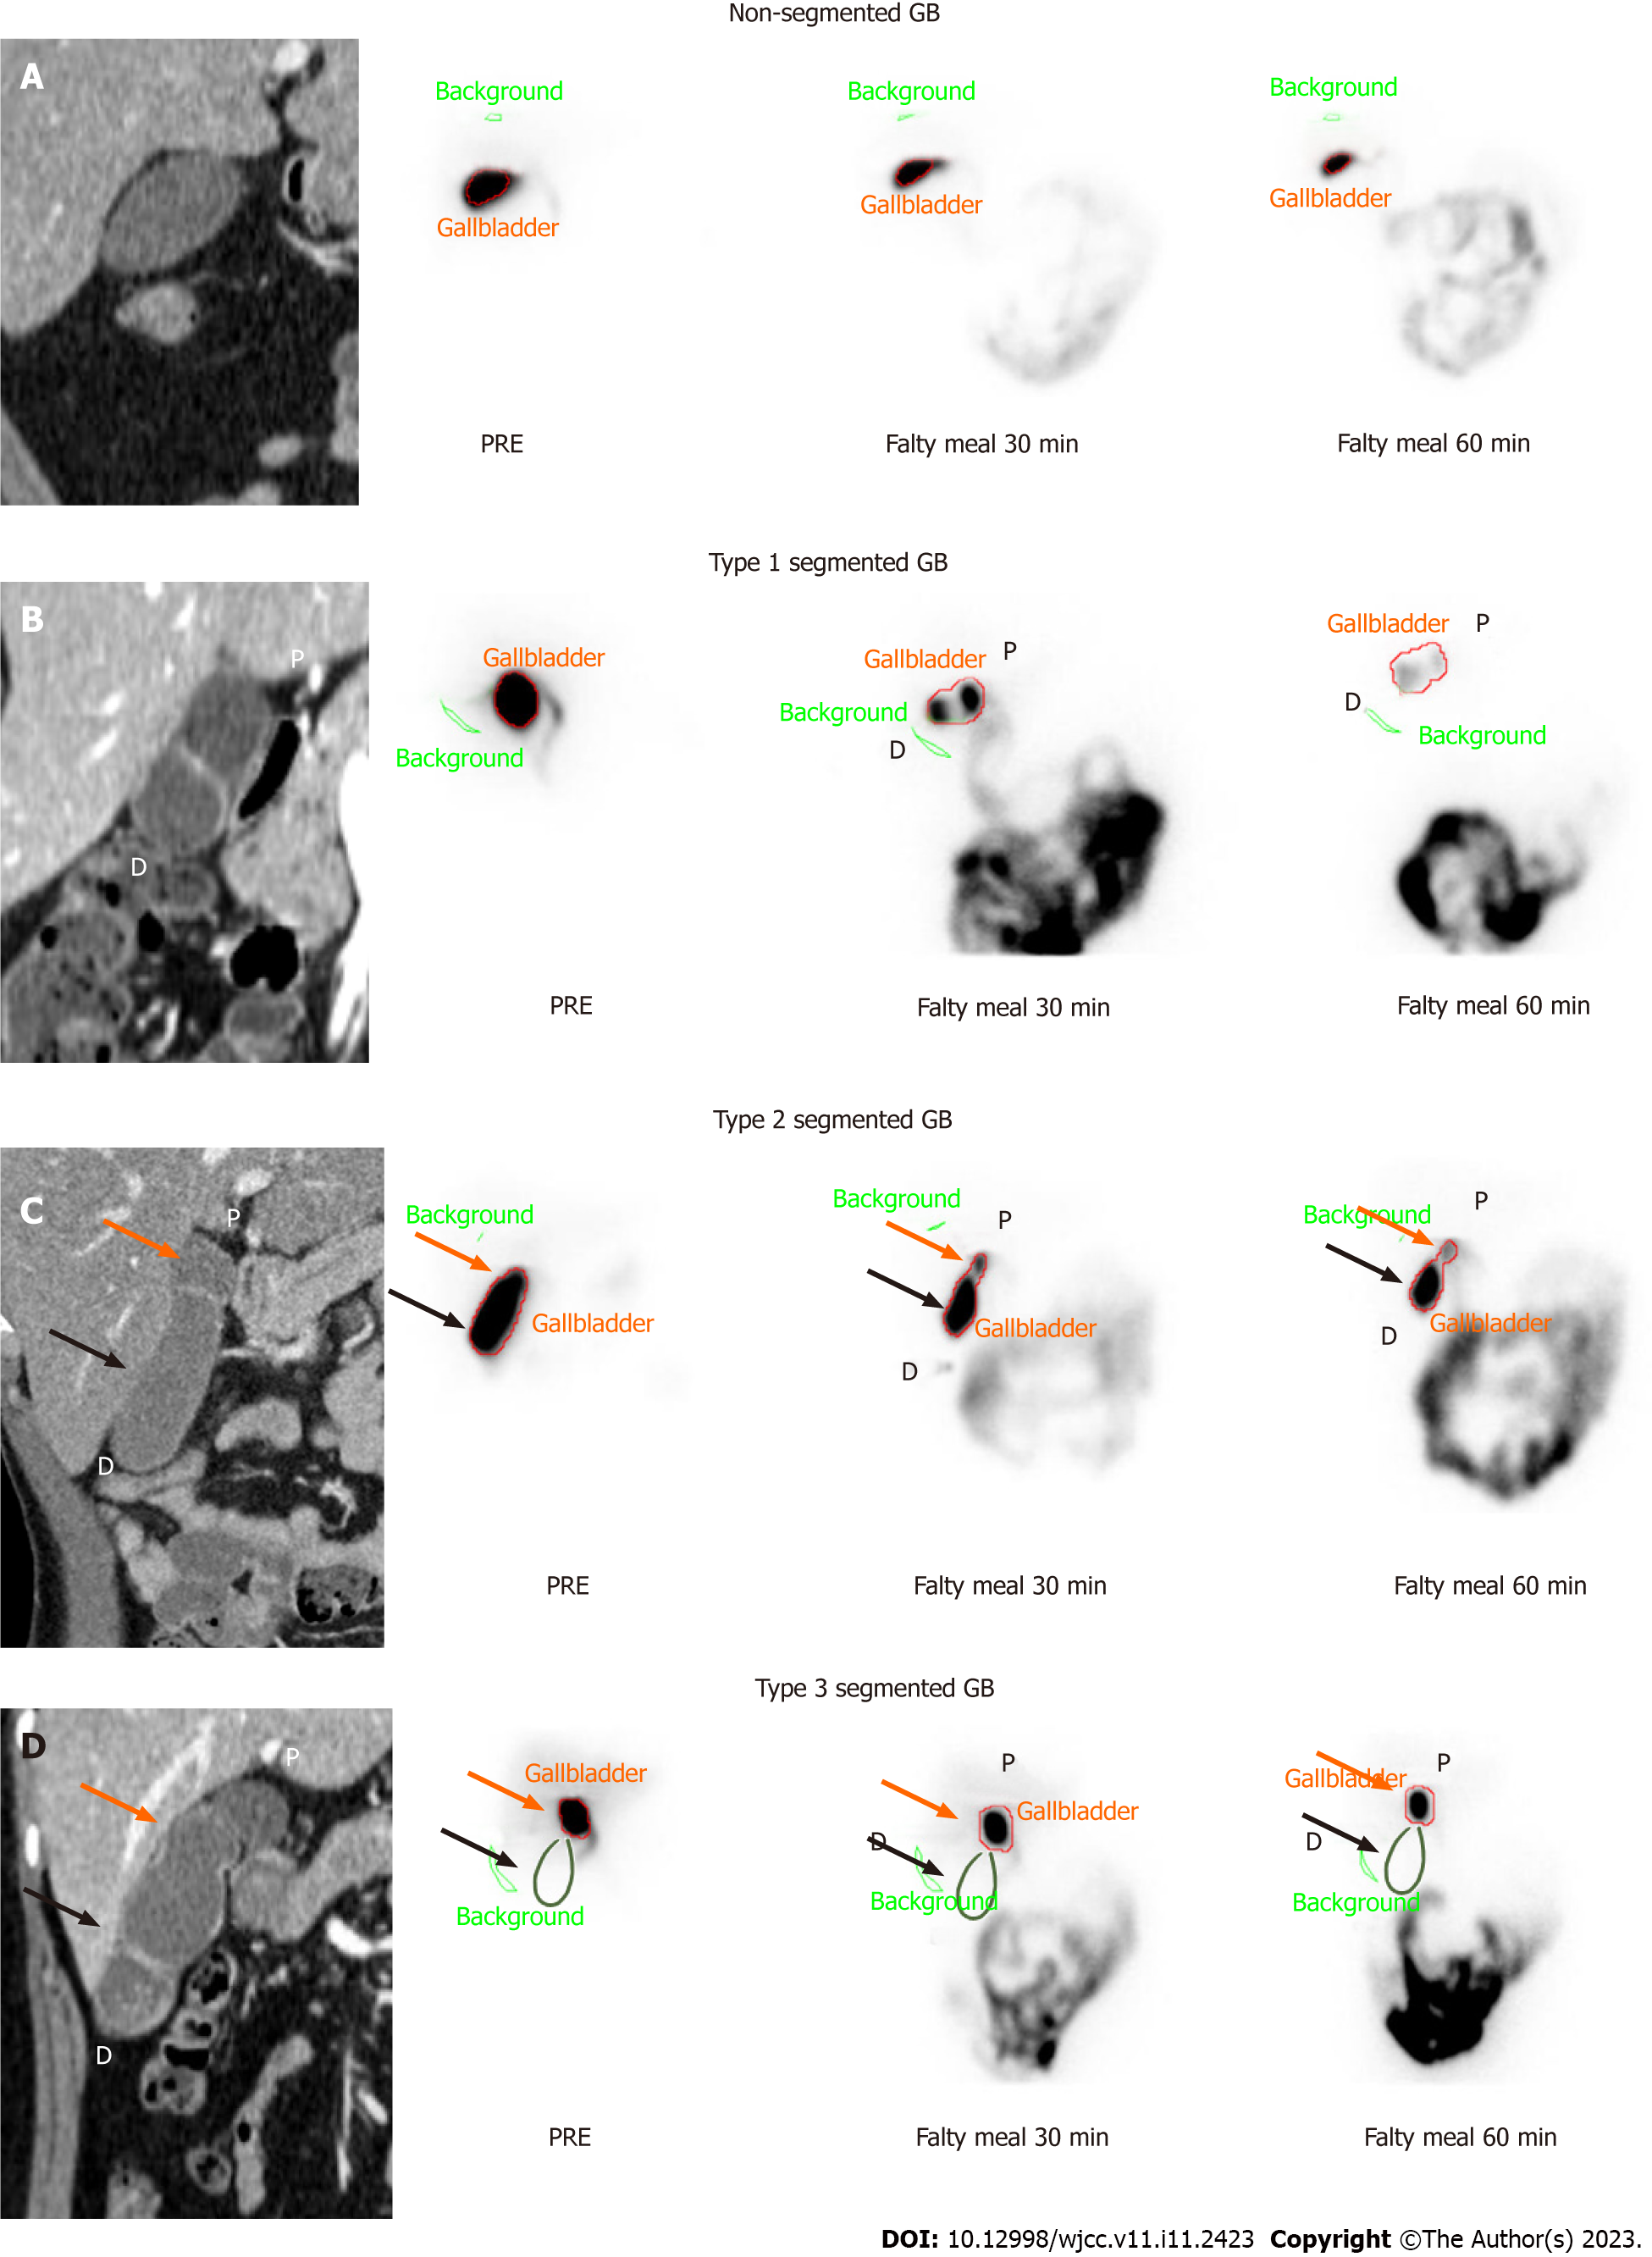 Non-segmented GB
A
Background
Background
Background
Gallbladder
Gallbladder
Gallbladder
PRE
Falty meal 30 min
Falty meal 60 min
Type 1 segmented GB
B
P
D
Gallbladder
Background
Gallbladder
P
Background
D
Gallbladder
P
D
Background
PRE
Falty meal 30 min
Falty meal 60 min
Type 2 segmented GB
C
P
D
Background
Gallbladder
Background
P
Gallbladder
D
P
Background
D
Gallbladder
PRE
Falty meal 30 min
Falty meal 60 min
Type 3 segmented GB
D
P
D
Gallbladder
Background
P
Gallbladder
D
Background
P
Gallbladder
D
Background
PRE
Falty meal 30 min
Falty meal 60 min
DOI: 10.12998/wjcc.v11.i11.2423 Copyright ©The Author(s) 2023.